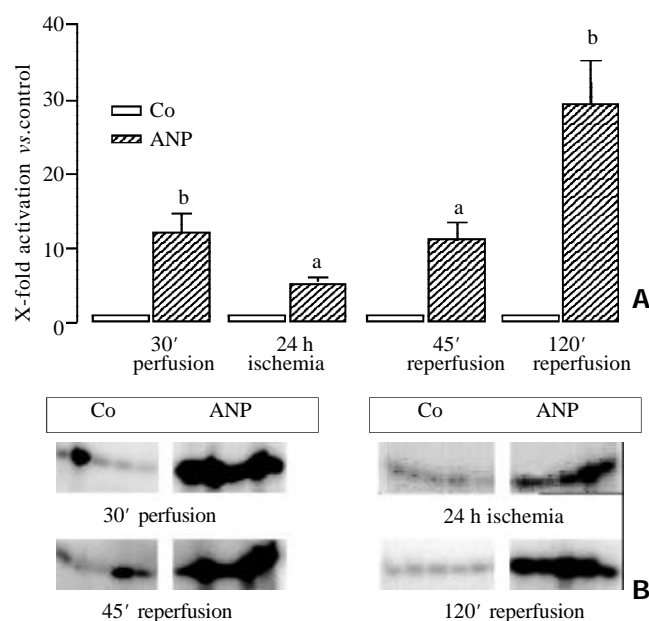 40
30
20
10
0
X-fold activation vs.control
Co
ANP
b
a
a
b
A
30′ perfusion
24 h ischemia
45′ reperfusion
120′ reperfusion
Co ANP
Co ANP
30′ perfusion
24 h ischemia
45′ reperfusion
120′ reperfusion
B